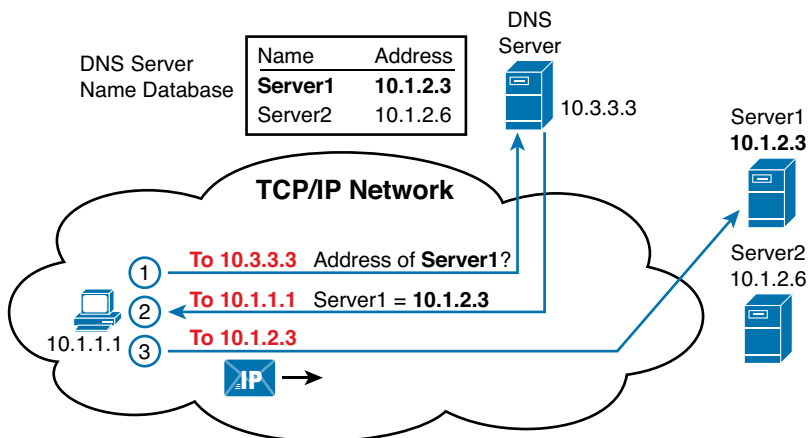 DNS Server
Name Database
Name Address
Server1 10.1.2.3
Server2 10.1.2.6
DNS
Server
10.3.3.3
Server1
10.1.2.3
TCP/IP Network
1 To 10.3.3.3 Address of Server1?
2 To 10.1.1.1 Server1 = 10.1.2.3
3 To 10.1.2.3
10.1.1.1
IP
Server2
10.1.2.6